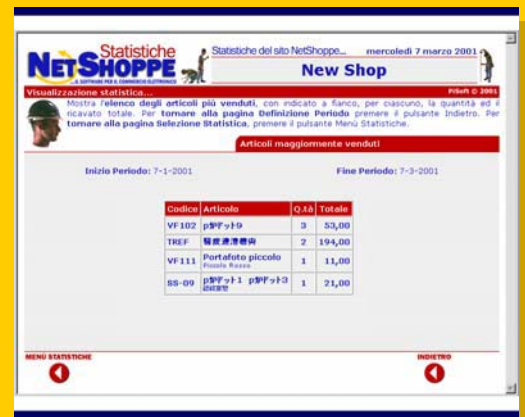 Statistiche
NETSHOPPE
IL SOFTWARE PER IL COMMERCIO ELETTRONICO
Statistiche del sito NetShoppe... mercoledì 7 marzo 2001
New Shop
Visualizzazione statistica... PiSoft © 2001
Mostra l'elenco degli articoli più venduti, con indicato a fianco, per ciascuno, la quantità ed il
ricavato totale. Per tornare alla pagina Definizione Periodo premere il pulsante Indietro. Per
tornare alla pagina Selezione Statistica, premere il pulsante Menù Statistiche.
Articoli maggiormente venduti
Inizio Periodo: 7-1-2001 Fine Periodo: 7-3-2001
Codice Articolo Q.tà Totale
VF102 3 53,00
TREF 2 194,00
VF111 Portafoto piccolo 1 11,00
Piccolo Rosso
SS-09 1 21,00
MENÙ STATISTICHE INDIETRO